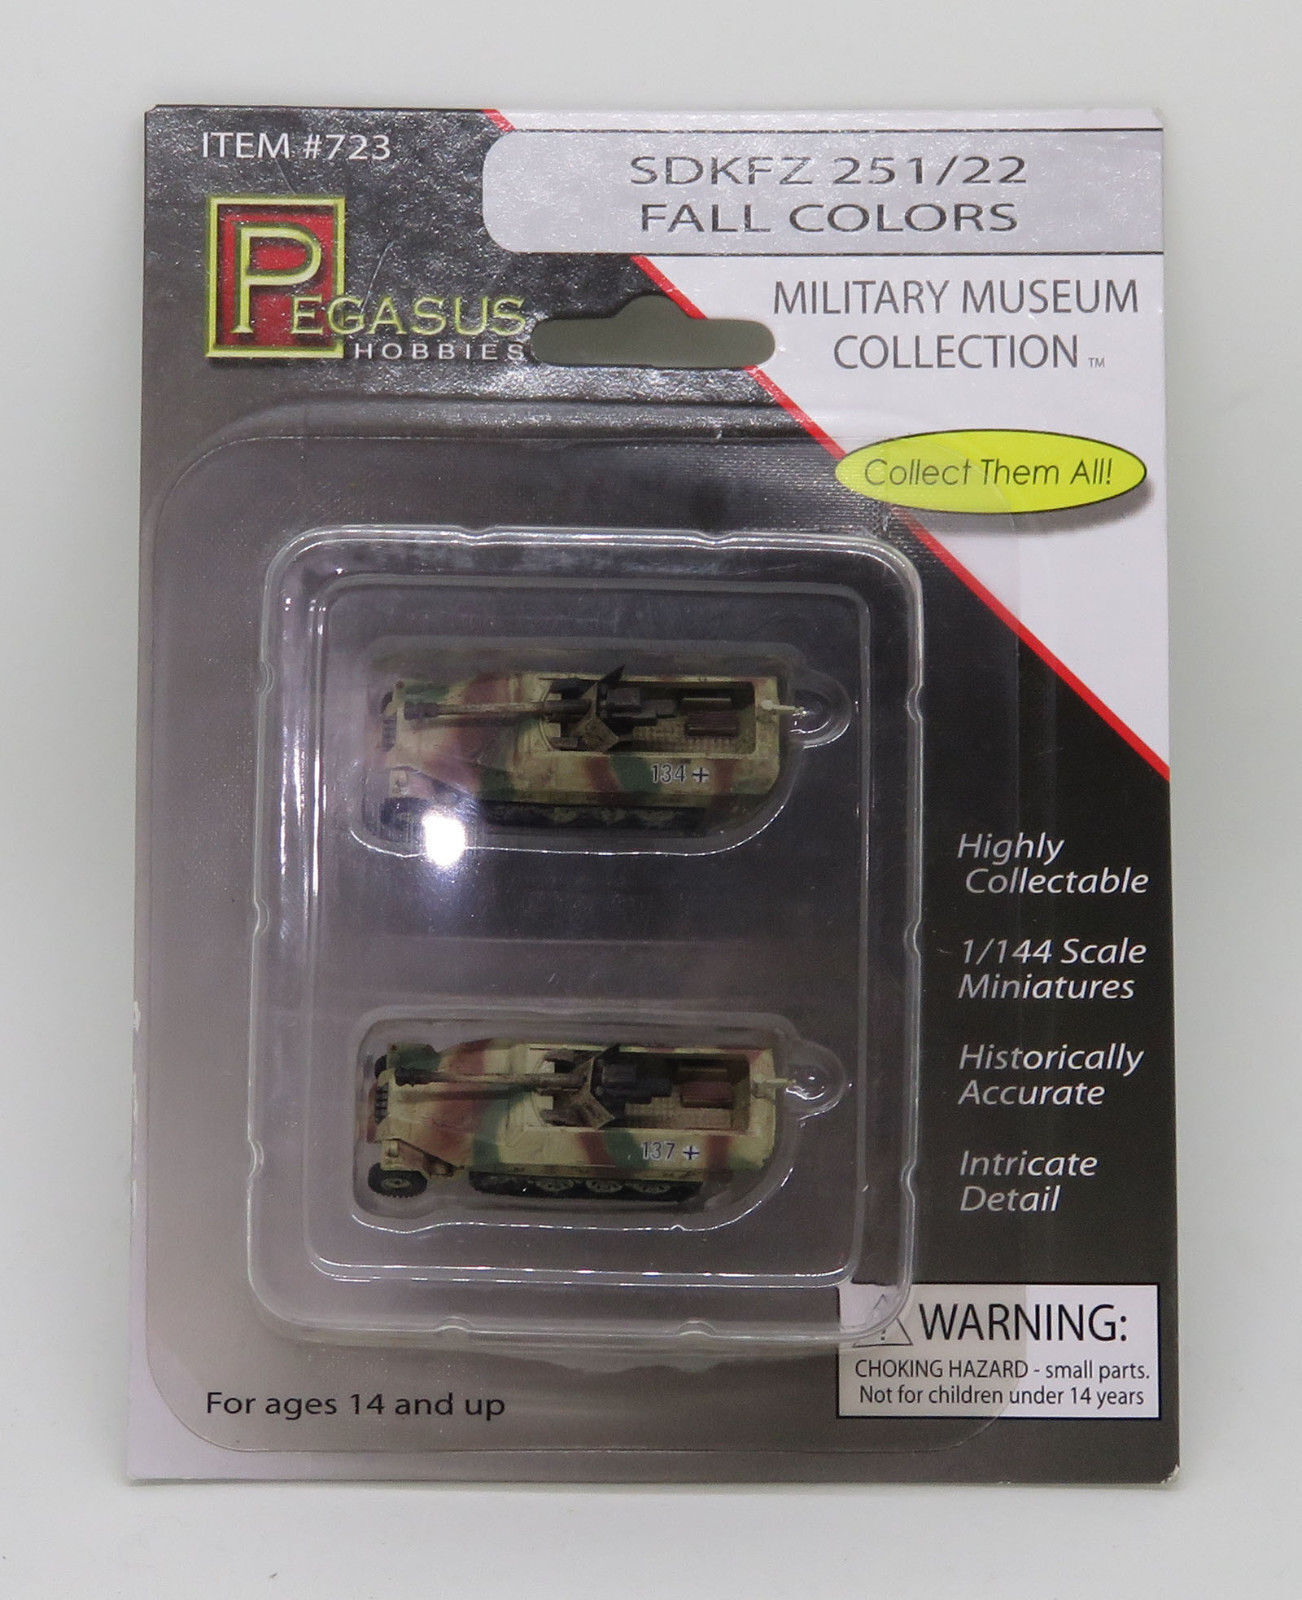 ITEM #723
SDKFZ 251/22
FALL COLORS
PEGASUS
HOBBIES
MILITARY MUSEUM
COLLECTION ™
Collect Them All!
134
137
Highly
Collectable
1/144 Scale
Miniatures
Historically
Accurate
Intricate
Detail
WARNING:
CHOKING HAZARD - small parts.
Not for children under 14 years
For ages 14 and up